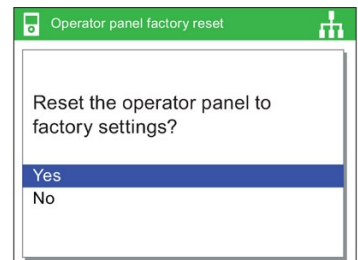 Operator panel factory reset
Reset the operator panel to
factory settings?
Yes
No